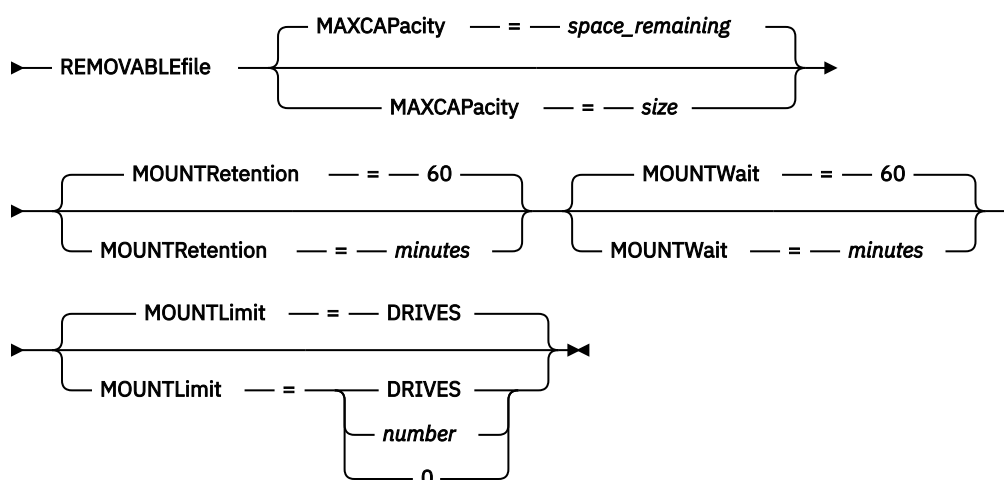 MAXCAPacity = space_remaining
REMOVABLEfile
MAXCAPacity = size
MOUNTRetention = 60 MOUNTWait = 60
MOUNTRetention = minutes MOUNTWait = minutes
MOUNTLimit = DRIVES
MOUNTLimit = DRIVES
number
0